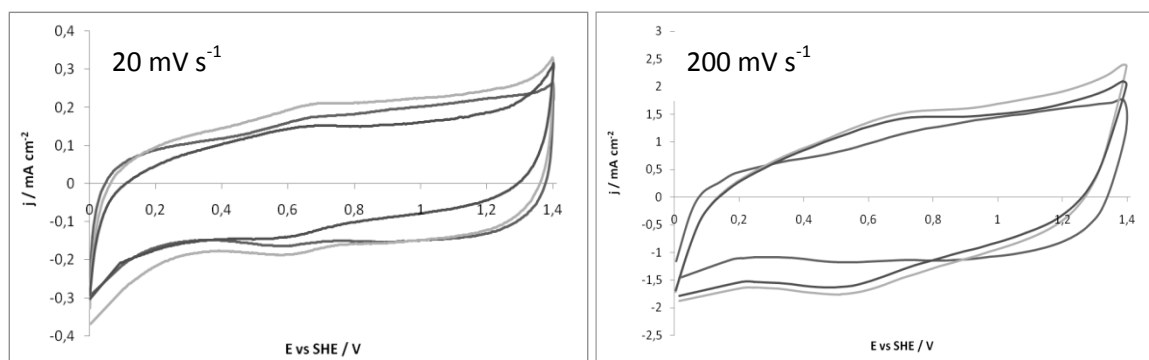 20 mV s⁻¹
j / mA cm⁻²
0,4
0,3
0,2
0,1
0
-0,1
-0,2
-0,3
-0,4
0 0,2 0,4 0,6 0,8 1 1,2 1,4
E vs SHE / V
200 mV s⁻¹
j / mA cm⁻²
3
2,5
2
1,5
1
0,5
0
-0,5
-1
-1,5
-2
-2,5
0 0,2 0,4 0,6 0,8 1 1,2 1,4
E vs SHE / V